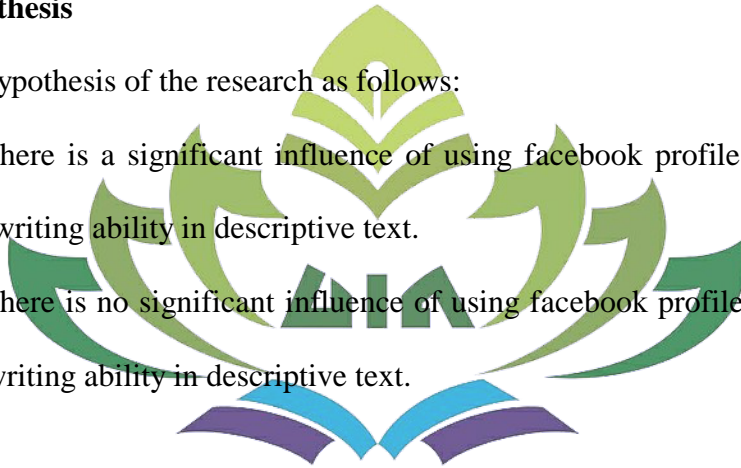 thesis
ypothesis of the research as follows:
here is a significant influence of using facebook profile
writing ability in descriptive text.
here is no significant influence of using facebook profile
writing ability in descriptive text.